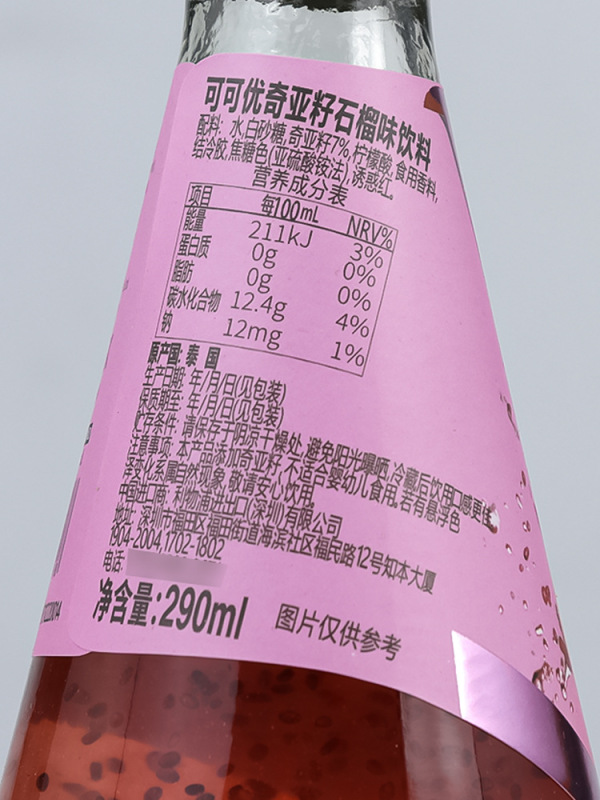 可可优奇亚籽石榴味饮料
配料: 水,白砂糖,奇亚籽7%,柠檬酸,食用香料,
结冷胶,焦糖色(亚硫酸铵法),诱惑红
营养成分表
项目 每100mL NRV%
能量 211kJ 3%
蛋白质 0g 0%
脂肪 0g 0%
碳水化合物 12.4g 4%
钠 12mg 1%
原产国: 泰 国
生产日期: 年/月/日(见包装)
保质期至: 年/月/日(见包装)
贮存条件: 请保存于阴凉干燥处,避免阳光曝晒,冷藏后饮用口感更佳
注意事项: 本产品添加奇亚籽,不适合婴幼儿食用,若有悬浮色
泽变化系属自然现象,敬请安心饮用
中国进口商: 利物浦进出口(深圳)有限公司
地址: 深圳市福田区福田街道海滨社区福民路12号知本大厦
1904-2004,1702-1802
电话:
净含量:290ml
图片仅供参考